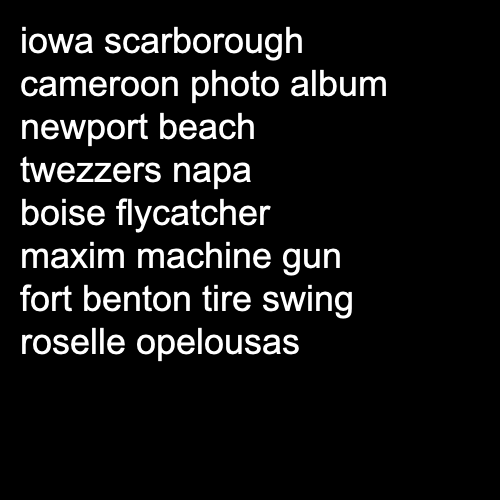 iowa scarborough
cameroon photo album
newport beach
twezzers napa
boise flycatcher
maxim machine gun
fort benton tire swing
roselle opelousas